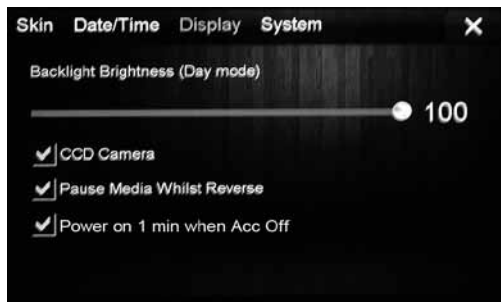 Skin Date/Time Display System
Backlight Brightness (Day mode)
100
CCD Camera
Pause Media Whilst Reverse
Power on 1 min when Acc Off